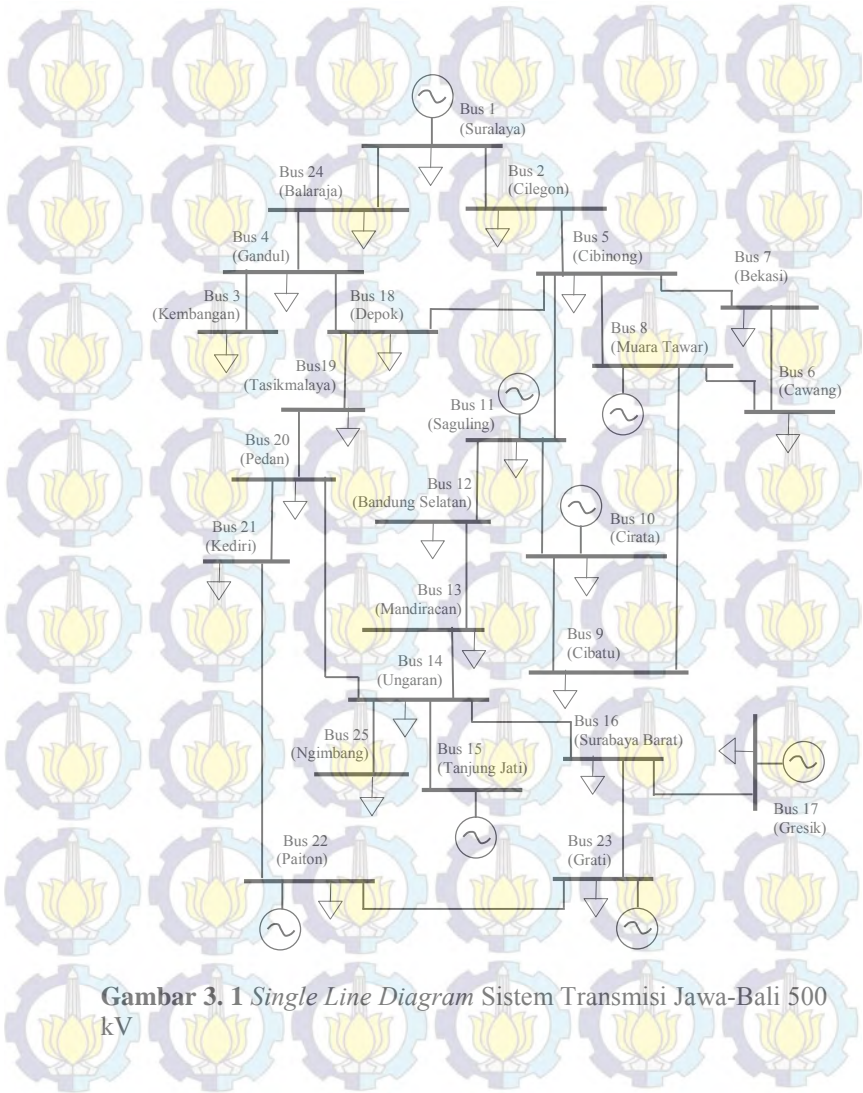 Bus 1
(Suralaya)
Bus 24
(Balaraja)
Bus 2
(Cilegon)
Bus 4
(Gandul)
Bus 5
(Cibinong)
Bus 7
(Bekasi)
Bus 3
(Kembangan)
Bus 18
(Depok)
Bus 8
(Muara Tawar)
Bus19
(Tasikmalaya)
Bus 6
(Cawang)
Bus 11
(Saguling)
Bus 20
(Pedan)
Bus 12
(Bandung Selatan)
Bus 10
(Cirata)
Bus 21
(Kediri)
Bus 13
(Mandiracan)
Bus 9
(Cibatu)
Bus 14
(Ungaran)
Bus 25
(Ngimbang)
Bus 15
(Tanjung Jati)
Bus 16
(Surabaya Barat)
Bus 17
(Gresik)
Bus 22
(Paiton)
Bus 23
(Grati)
Gambar 3. 1 Single Line Diagram Sistem Transmisi Jawa-Bali 500
kV